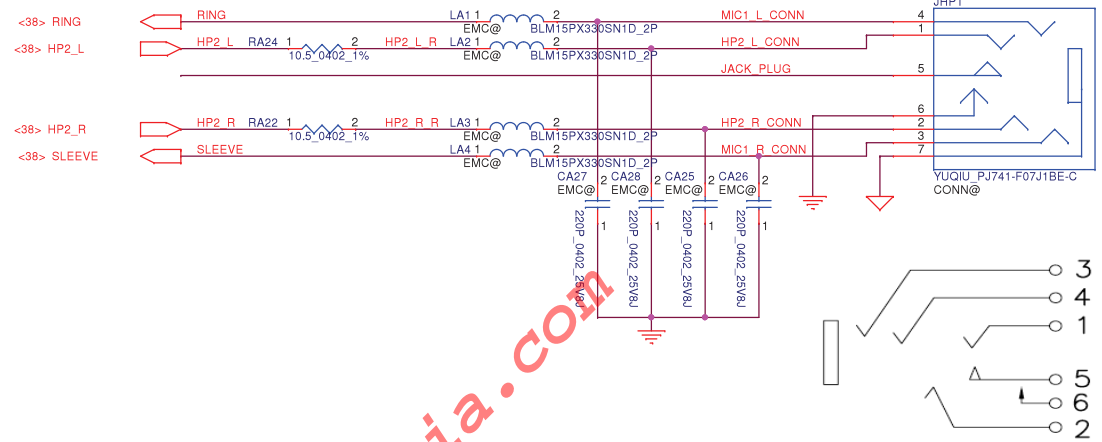 JHP1
<38> RING RING LA1 1 2 MIC1_L_CONN 4
EMC@ BLM15PX330SN1D_2P 1
<38> HP2_L HP2_L RA24 1 2 HP2_L_R LA2 1 2 HP2_L_CONN
10.5_0402_1% EMC@ BLM15PX330SN1D_2P
JACK_PLUG 5
6
<38> HP2_R HP2_R RA22 1 2 HP2_R_R LA3 1 2 HP2_R_CONN 2
10.5_0402_1% EMC@ BLM15PX330SN1D_2P 3
<38> SLEEVE SLEEVE LA4 1 2 MIC1_R_CONN 7
EMC@ BLM15PX330SN1D_2P
CA27 2 CA28 2 CA25 2 CA26 2 YUQIU_PJ741-F07J1BE-C
EMC@ EMC@ EMC@ EMC@ CONN@
1 1 1 1
220P_0402_25V8J 220P_0402_25V8J 220P_0402_25V8J 220P_0402_25V8J
3
4
1
5
6
2
ia.com